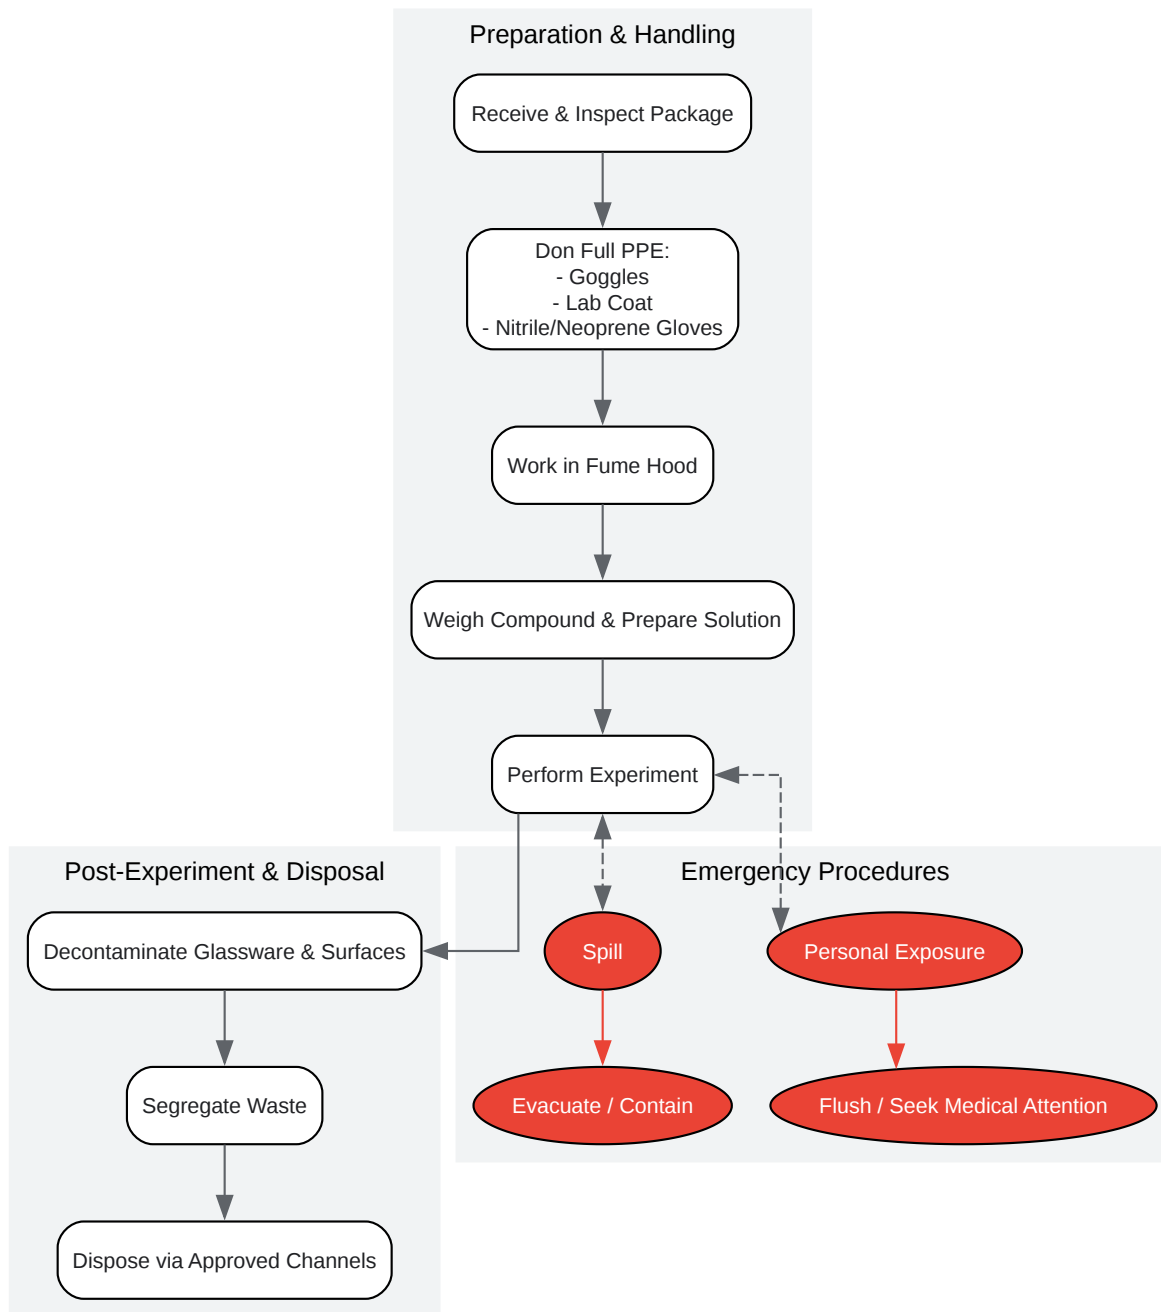 Preparation & Handling
Receive & Inspect Package
Don Full PPE:
- Goggles
- Lab Coat
- Nitrile/Neoprene Gloves
Work in Fume Hood
Weigh Compound & Prepare Solution
Perform Experiment
Post-Experiment & Disposal
Decontaminate Glassware & Surfaces
Segregate Waste
Dispose via Approved Channels
Emergency Procedures
Spill
Personal Exposure
Evacuate / Contain
Flush / Seek Medical Attention